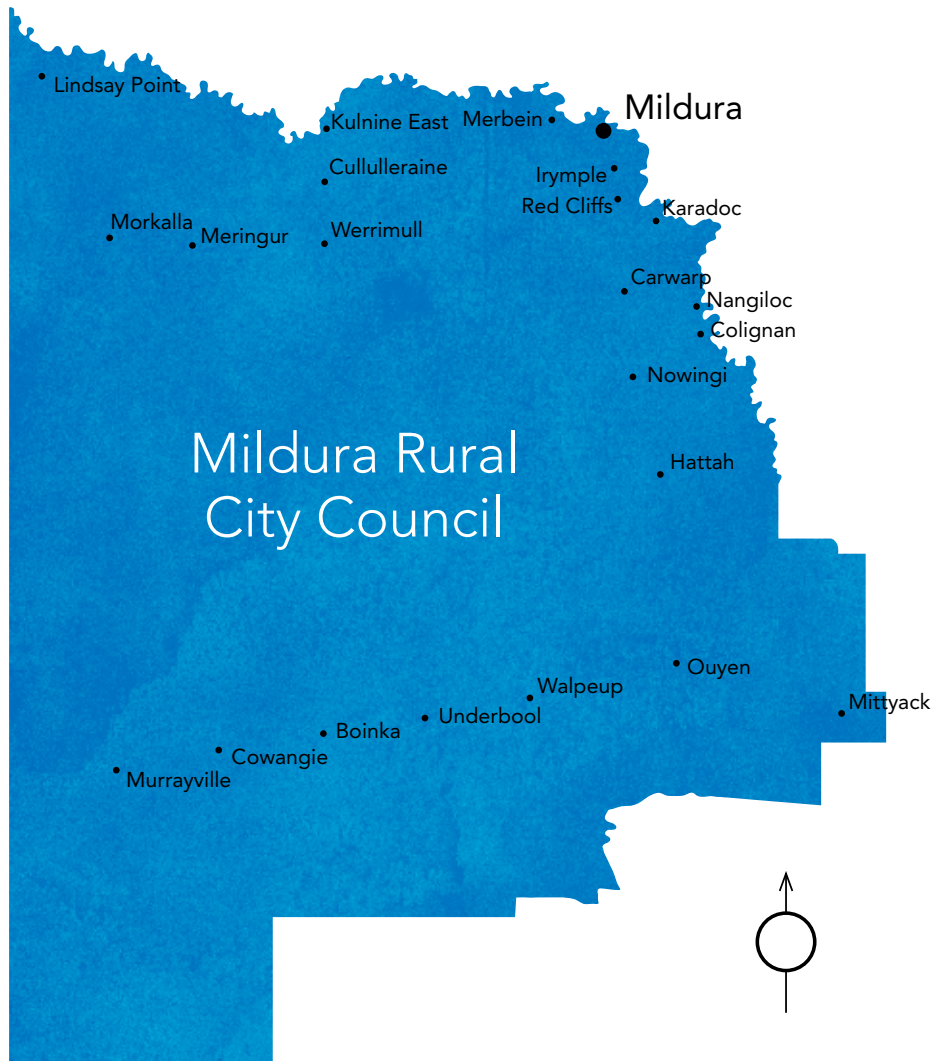 Lindsay Point
Mildura
Merbein
Kulnine East
Cullulleraine
Irymple
Red Cliffs
Karadoc
Morkalla
Meringur
Werrimull
Carwarp
Nangiloc
Colignan
Nowingi
Mildura Rural
City Council
Hattah
Ouyen
Walpeup
Mittyack
Underbool
Boinka
Cowangie
Murrayville